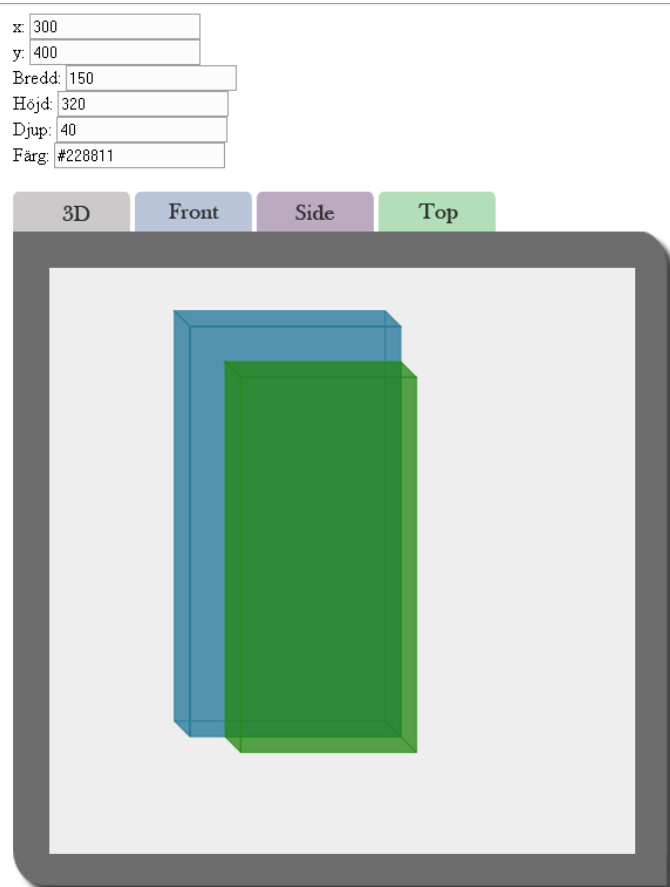 x: 300
y: 400
Bredd: 150
Höjd: 320
Djup: 40
Färg: #228811
3D Front Side Top